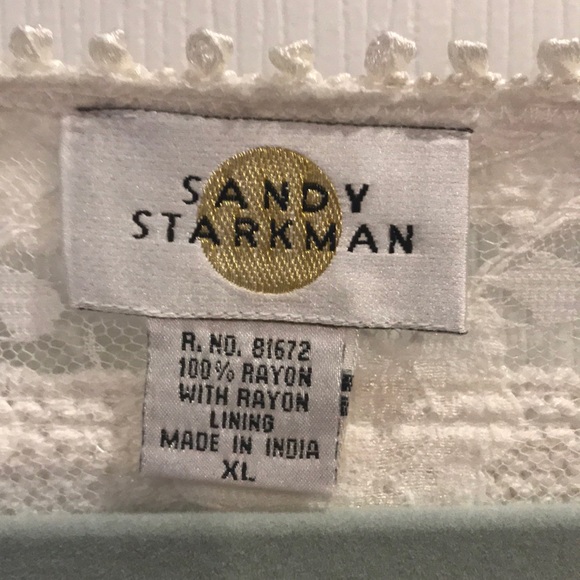 SANDY
STARKMAN
R. NO. 81672
100% RAYON
WITH RAYON
LINING
MADE IN INDIA
XL